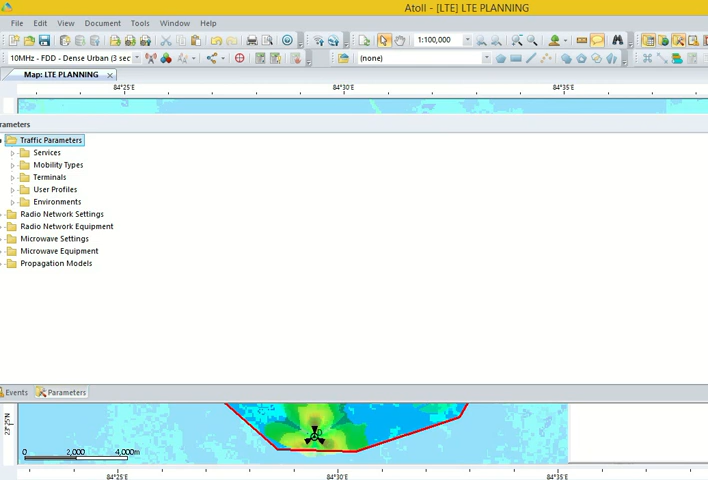 Atoll - [LTE] LTE PLANNING
File Edit View Document Tools Window Help
1:100,000
10MHz - FDD - Dense Urban (3 sec
(none)
Map: LTE PLANNING
84°25'E 84°30'E 84°35'E
arameters
Traffic Parameters
Services
Mobility Types
Terminals
User Profiles
Environments
Radio Network Settings
Radio Network Equipment
Microwave Settings
Microwave Equipment
Propagation Models
Events Parameters
0 2,000 4,000m
84°25'E 84°30'E 84°35'E